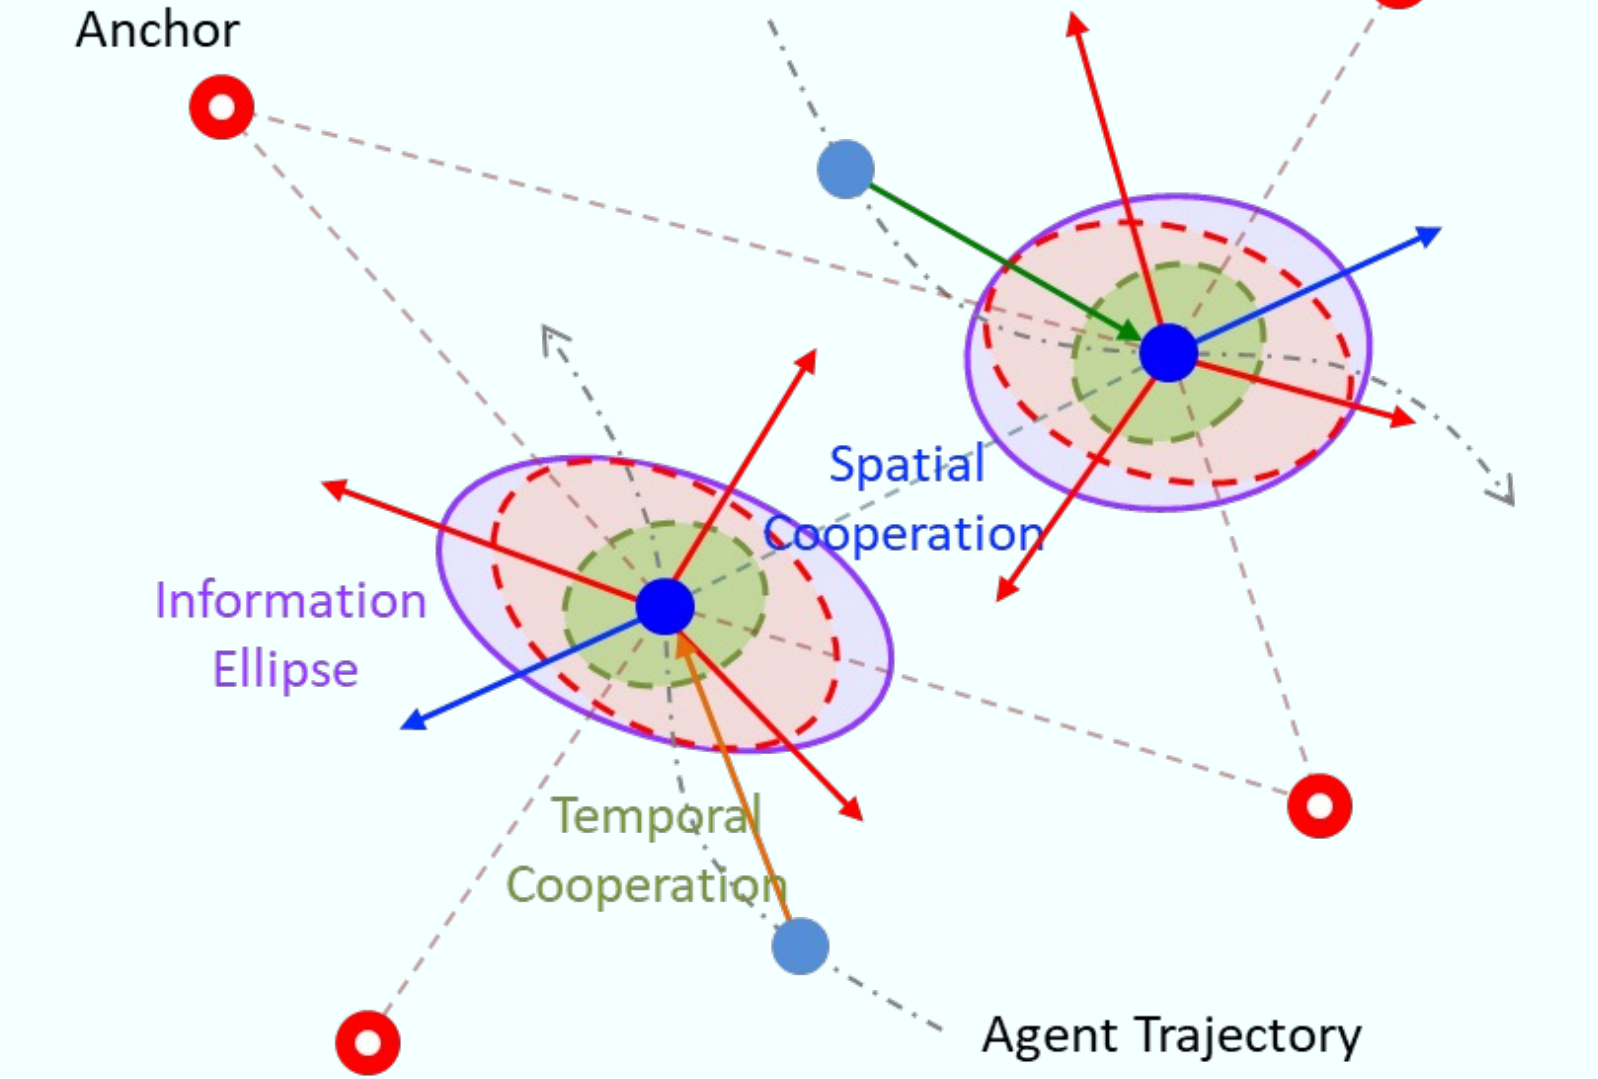 Anchor
Spatial
Cooperation
Information
Ellipse
Temporal
Cooperation
Agent Trajectory